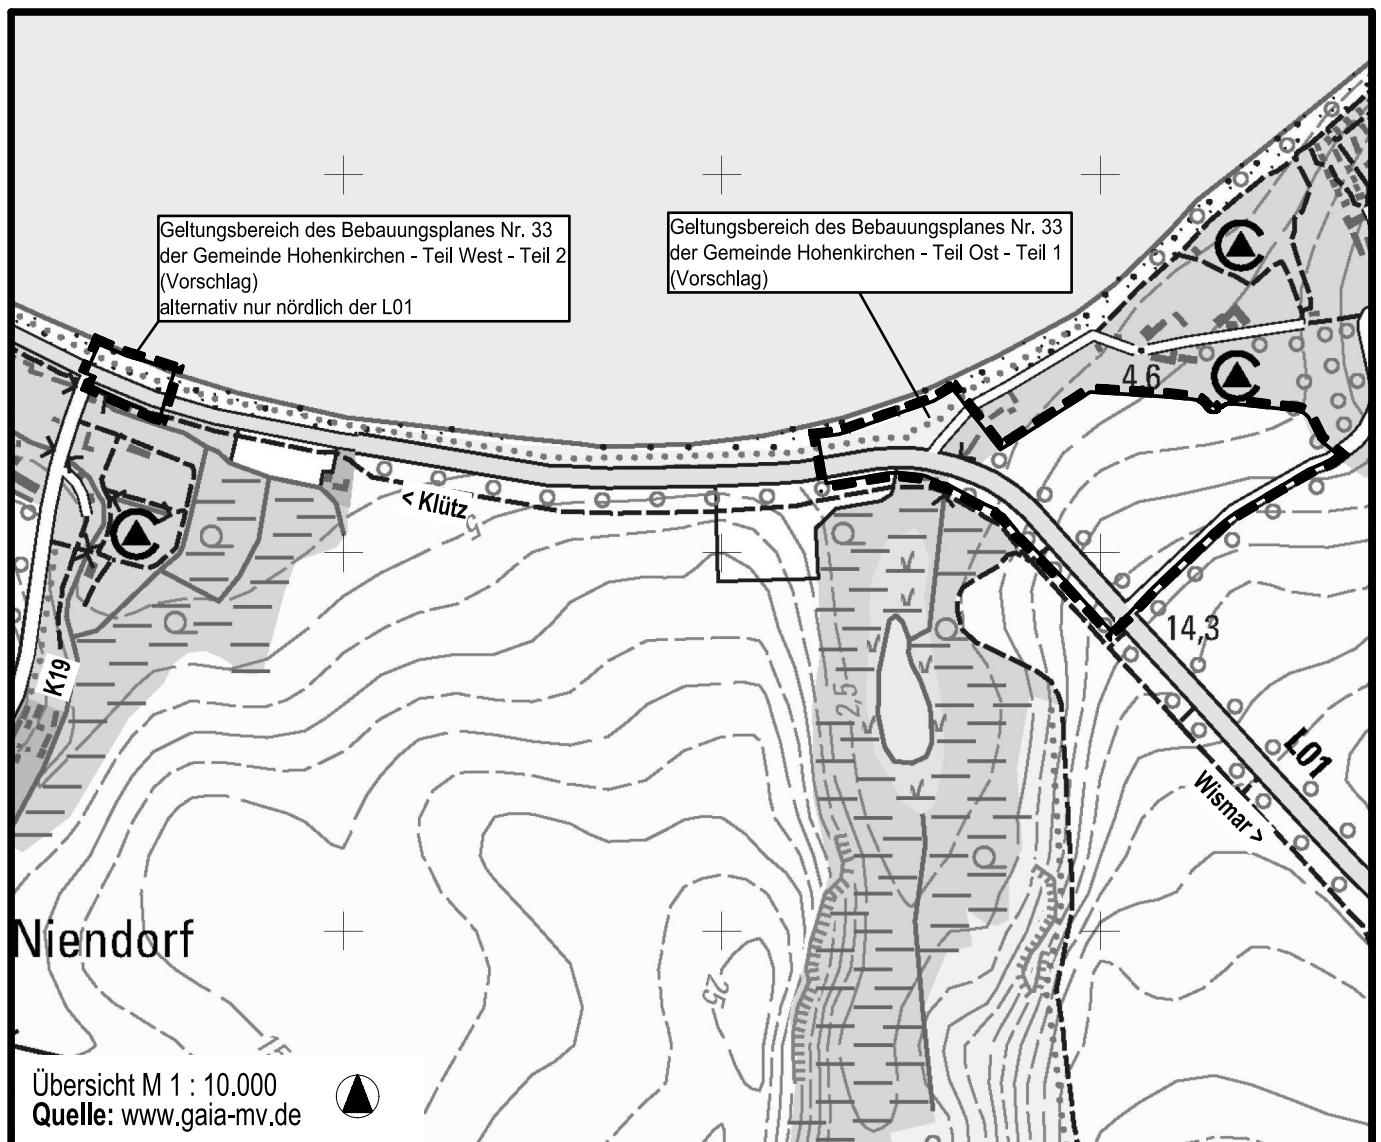 Geltungsbereich des Bebauungsplanes Nr. 33
der Gemeinde Hohenkirchen - Teil West - Teil 2
(Vorschlag)
alternativ nur nördlich der L01
Geltungsbereich des Bebauungsplanes Nr. 33
der Gemeinde Hohenkirchen - Teil Ost - Teil 1
(Vorschlag)
4,6
< Klütz
5
14,3
K19
2,5
L01
Wismar >
Niendorf
25
15
Übersicht M 1 : 10.000
Quelle: www.gaia-mv.de